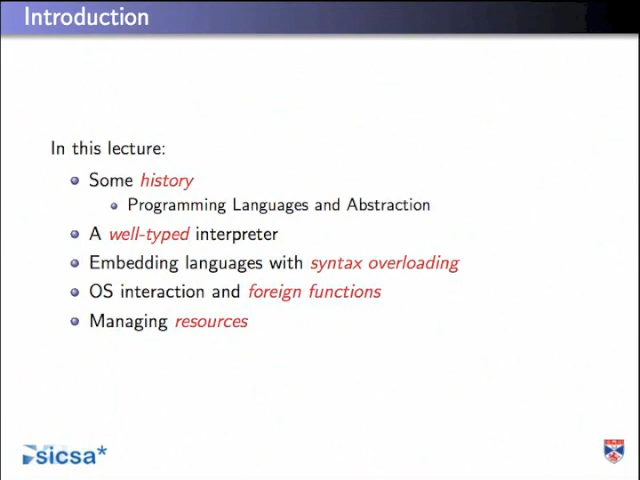 Introduction
In this lecture:
Some history
Programming Languages and Abstraction
A well-typed interpreter
Embedding languages with syntax overloading
OS interaction and foreign functions
Managing resources
sicsa*